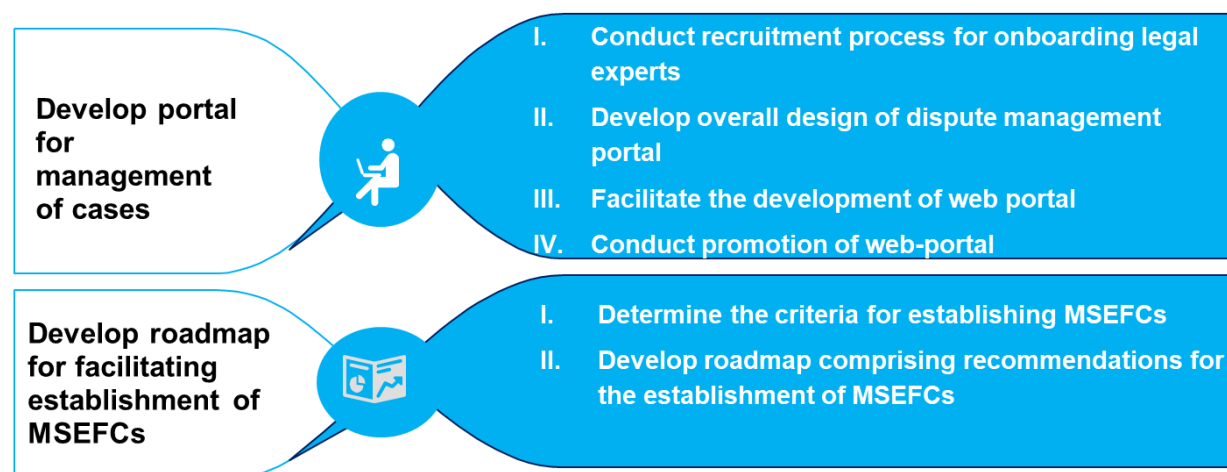 Develop portal
for
management
of cases
I. Conduct recruitment process for onboarding legal
experts
II. Develop overall design of dispute management
portal
III. Facilitate the development of web portal
IV. Conduct promotion of web-portal
Develop roadmap
for facilitating
establishment of
MSEFCs
I. Determine the criteria for establishing MSEFCs
II. Develop roadmap comprising recommendations for
the establishment of MSEFCs